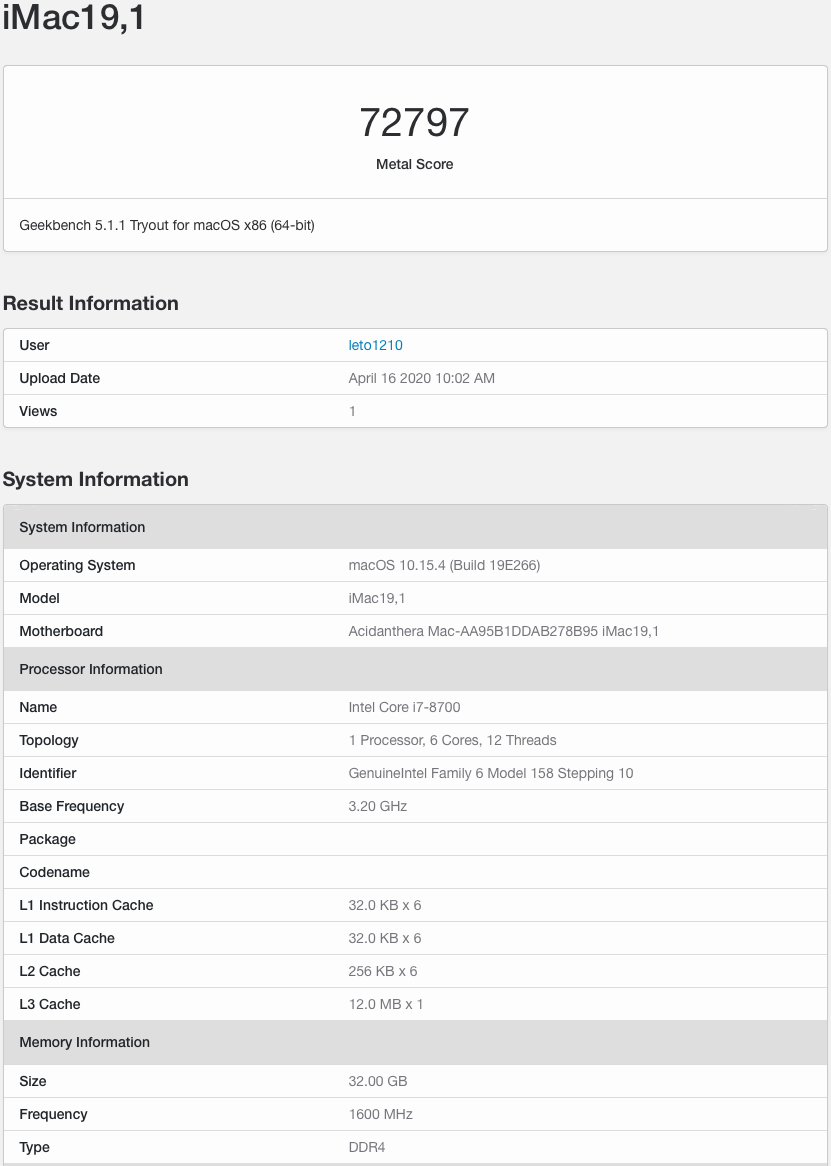 iMac19,1
72797
Metal Score
Geekbench 5.1.1 Tryout for macOS x86 (64-bit)
Result Information
User leto1210
Upload Date April 16 2020 10:02 AM
Views 1
System Information
System Information
Operating System macOS 10.15.4 (Build 19E266)
Model iMac19,1
Motherboard Acidanthera Mac-AA95B1DDAB278B95 iMac19,1
Processor Information
Name Intel Core i7-8700
Topology 1 Processor, 6 Cores, 12 Threads
Identifier GenuineIntel Family 6 Model 158 Stepping 10
Base Frequency 3.20 GHz
Package
Codename
L1 Instruction Cache 32.0 KB x 6
L1 Data Cache 32.0 KB x 6
L2 Cache 256 KB x 6
L3 Cache 12.0 MB x 1
Memory Information
Size 32.00 GB
Frequency 1600 MHz
Type DDR4